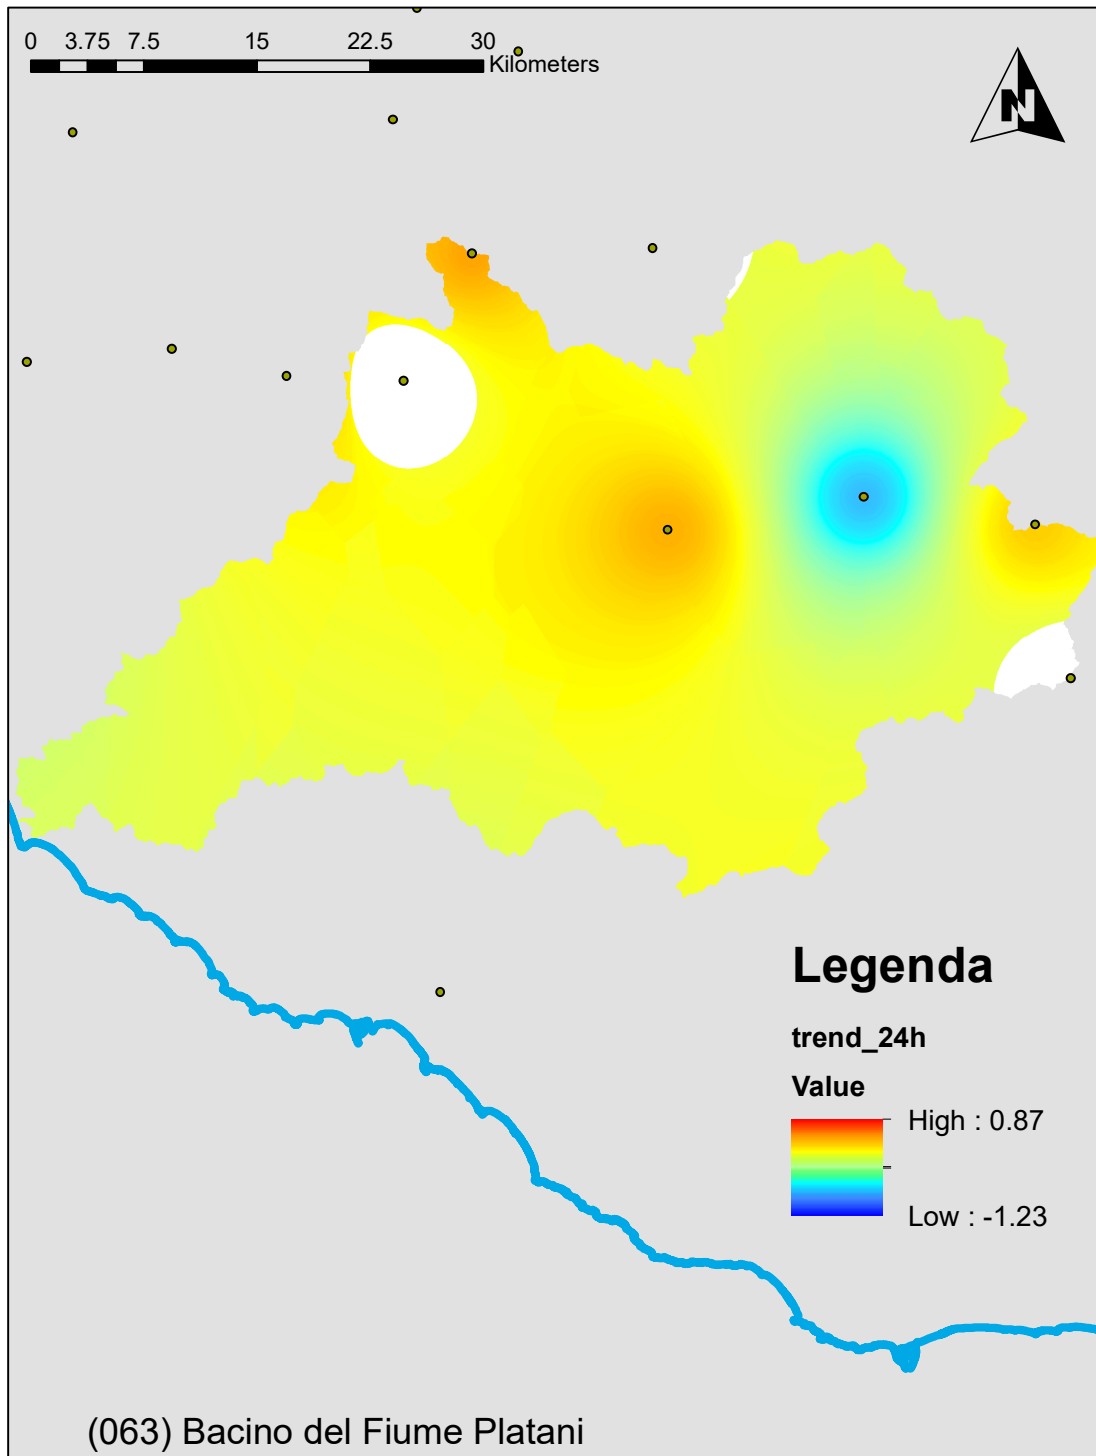 0 3.75 7.5 15 22.5 30
Kilometers
N
Legenda
trend_24h
Value
High : 0.87
Low : -1.23
(063) Bacino del Fiume Platani